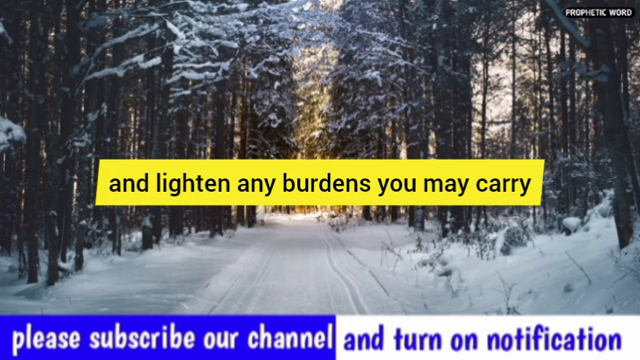 PROPHETIC WORD
and lighten any burdens you may carry
please subscribe our channel and turn on notification